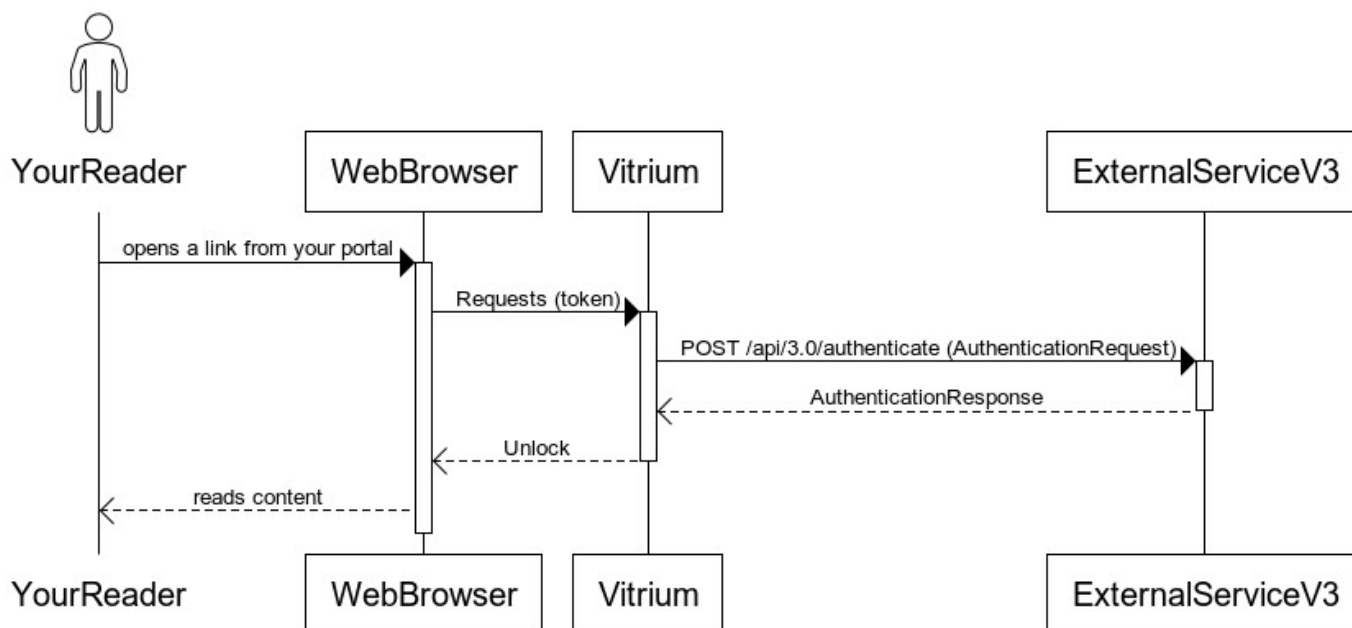 YourReader
WebBrowser
Vitrium
ExternalServiceV3
opens a link from your portal
Requests (token)
POST /api/3.0/authenticate (AuthenticationRequest)
AuthenticationResponse
Unlock
reads content
YourReader
WebBrowser
Vitrium
ExternalServiceV3